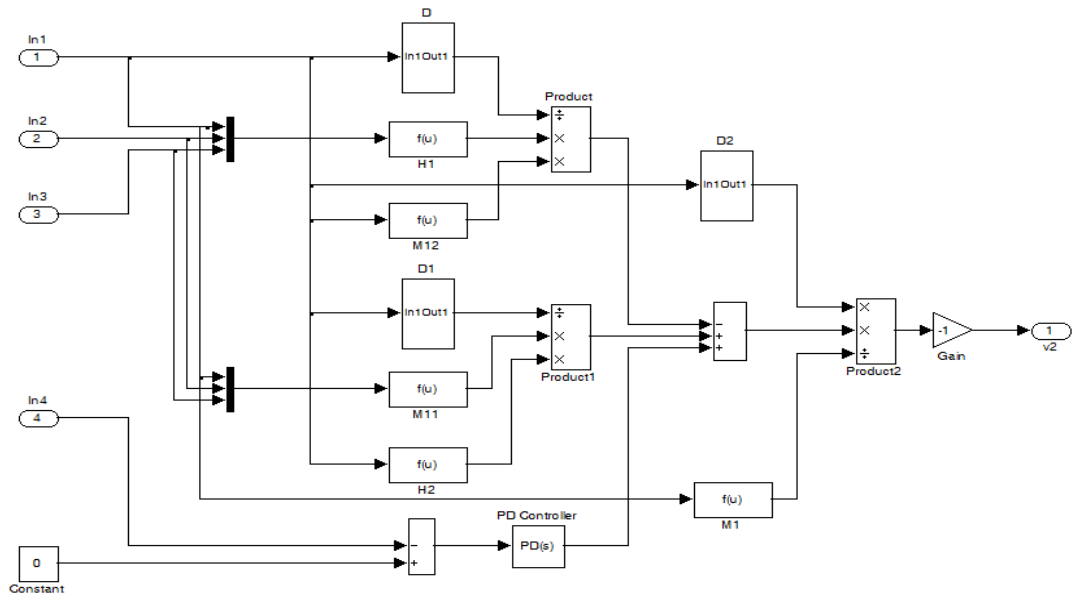 D
In1
1
In1Out1
Product
÷
×
×
In2
2
f(u)
H1
D2
In1Out1
In3
3
f(u)
M12
D1
In1Out1
÷
×
×
Product1
−
+
+
×
×
÷
Product2
-1
Gain
1
v2
f(u)
M11
In4
4
f(u)
H2
f(u)
M1
PD Controller
PD(s)
−
+
0
Constant